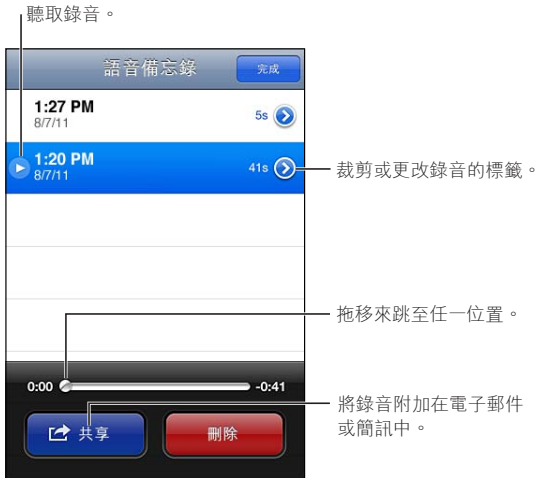 聽取錄音。
語音備忘錄
完成
1:27 PM
8/7/11
5s
1:20 PM
8/7/11
41s
裁剪或更改錄音的標籤。
拖移來跳至任一位置。
0:00
-0:41
共享
刪除
將錄音附加在電子郵件
或簡訊中。